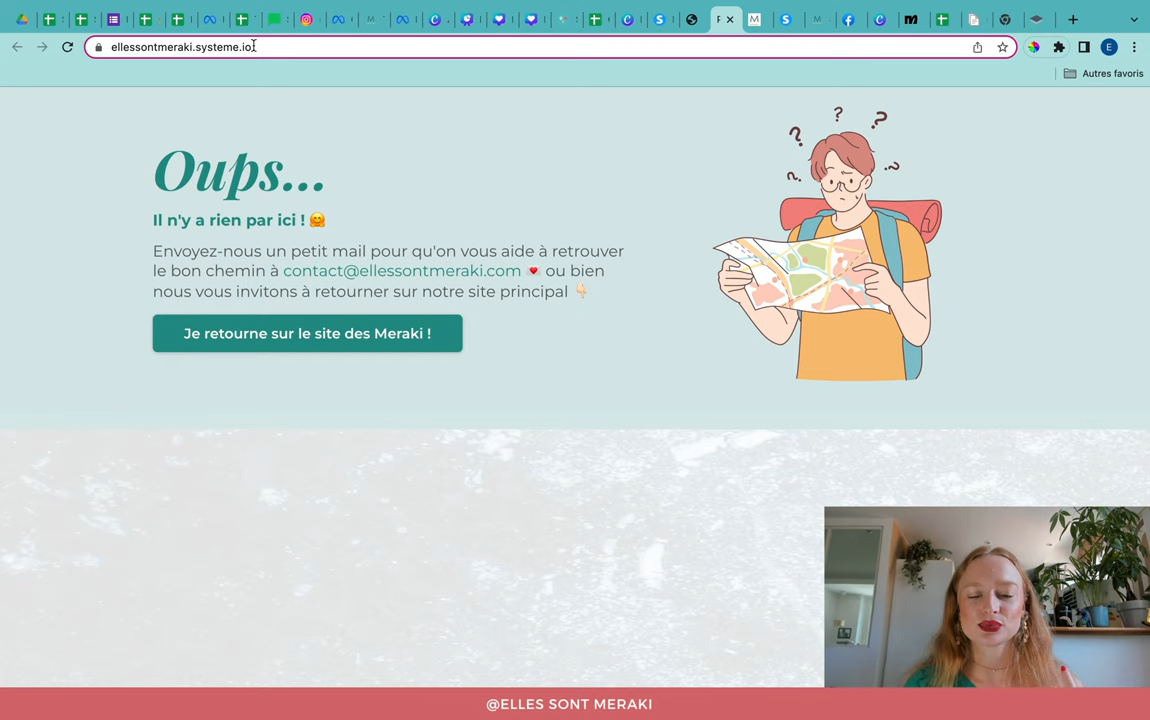 ellessontmeraki.systeme.io
E
Autres favoris
Oups...
Il n'y a rien par ici ! 🤗
Envoyez-nous un petit mail pour qu'on vous aide à retrouver
le bon chemin à contact@ellessontmeraki.com 💌 ou bien
nous vous invitons à retourner sur notre site principal 👇🏻
Je retourne sur le site des Meraki !
@ELLES SONT MERAKI